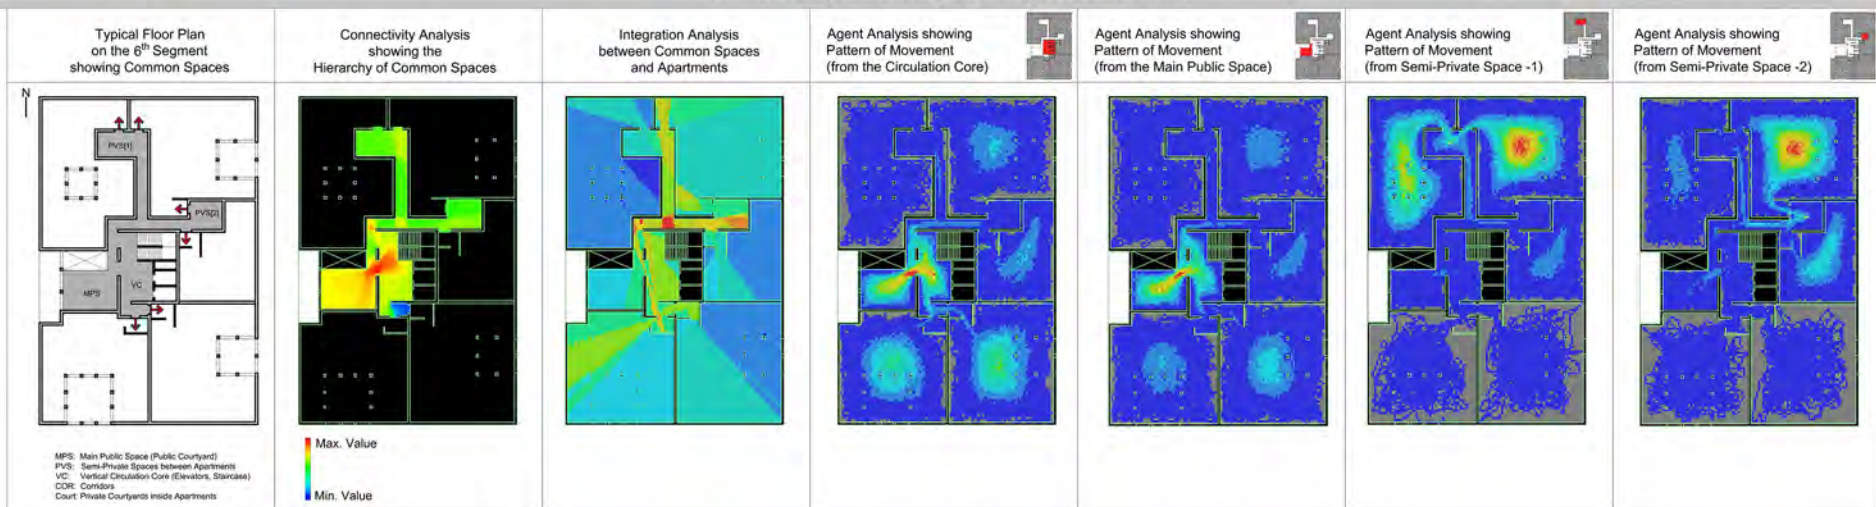 Typical Floor Plan
on the 6th Segment
showing Common Spaces
Connectivity Analysis
showing the
Hierarchy of Common Spaces
Integration Analysis
between Common Spaces
and Apartments
Agent Analysis showing
Pattern of Movement
(from the Circulation Core)
Agent Analysis showing
Pattern of Movement
(from the Main Public Space)
Agent Analysis showing
Pattern of Movement
(from Semi-Private Space -1)
Agent Analysis showing
Pattern of Movement
(from Semi-Private Space -2)
N
PVS[1]
PVS[2]
VC
MPS
MPS: Main Public Space (Public Courtyard)
PVS: Semi-Private Spaces between Apartments
VC: Vertical Circulation Core (Elevators, Staircase)
COR: Corridors
Court: Private Courtyards inside Apartments
Max. Value
Min. Value